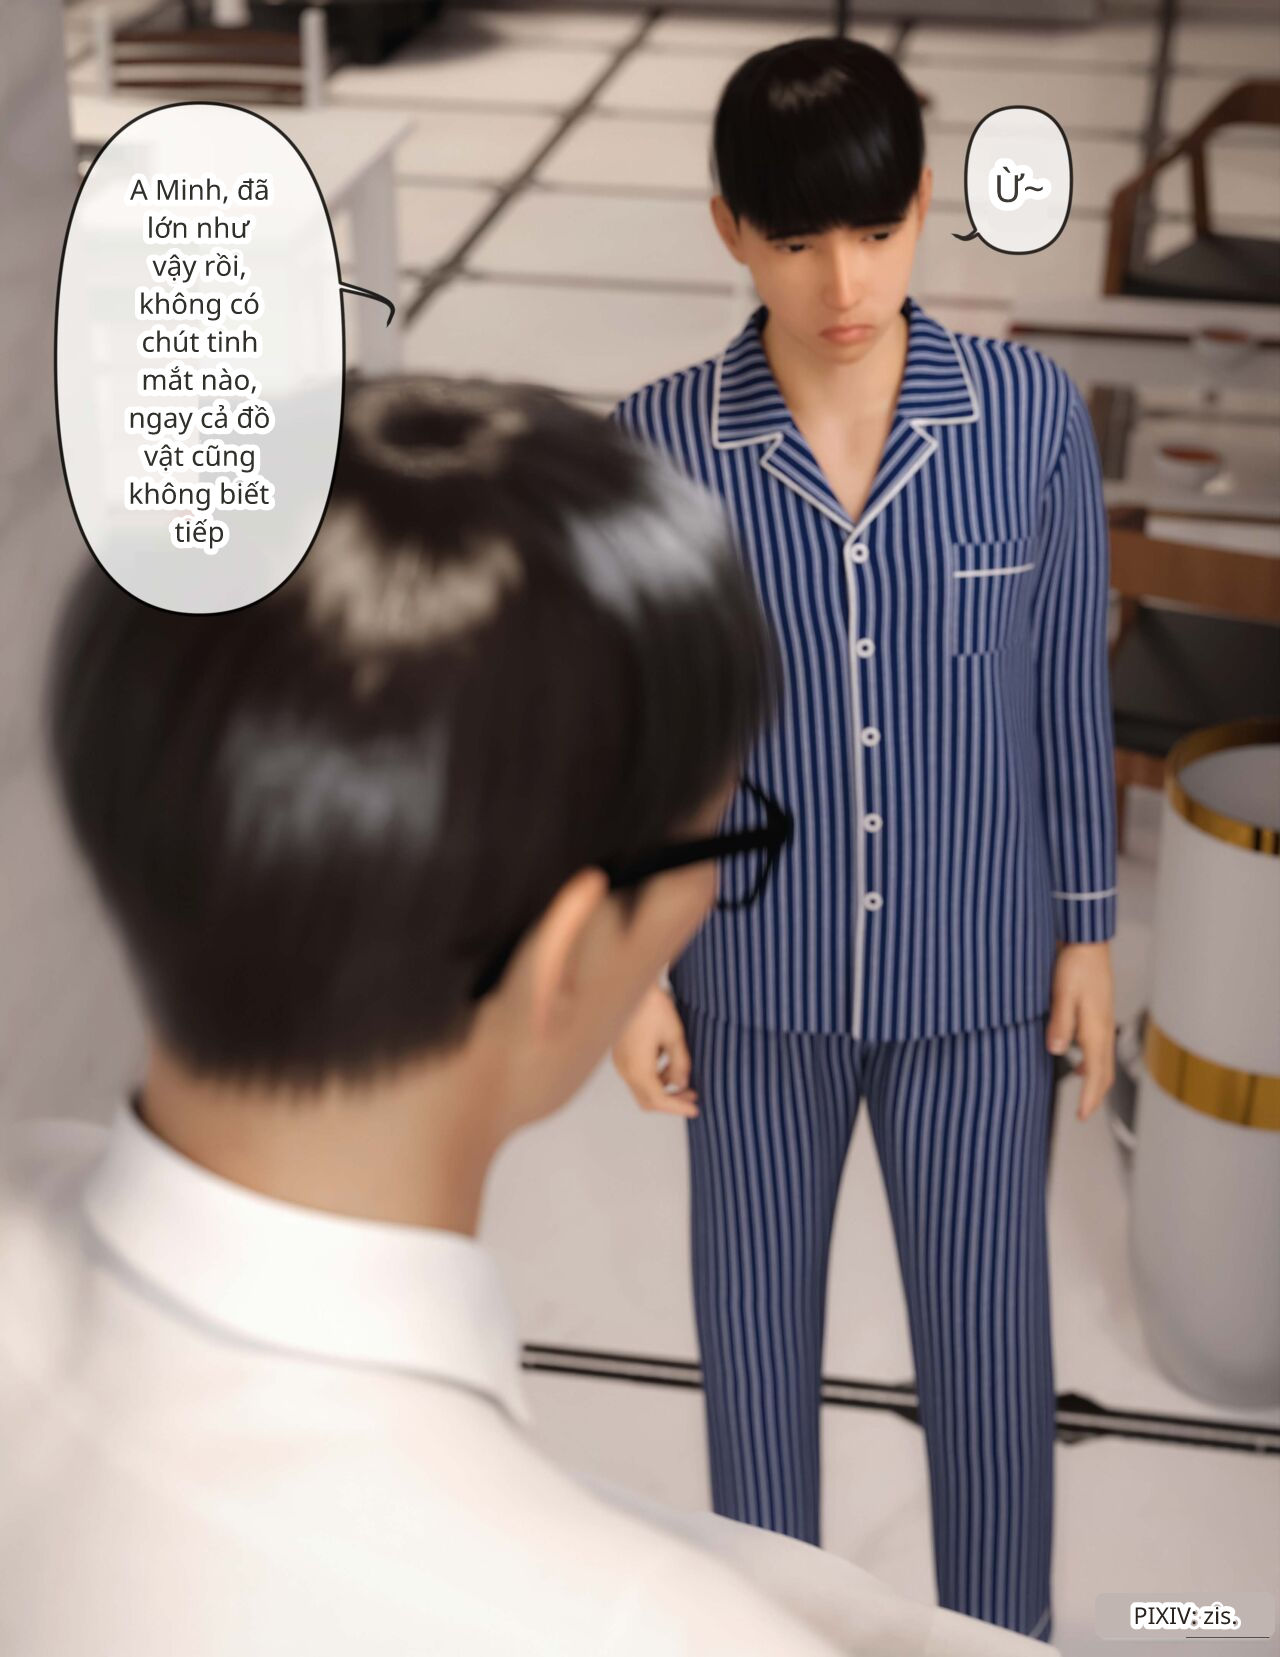 A Minh, đã
lớn như
vậy rồi,
không có
chút tinh
mắt nào,
ngay cả đồ
vật cũng
không biết
tiếp
Ừ~
PIXIV: zis.